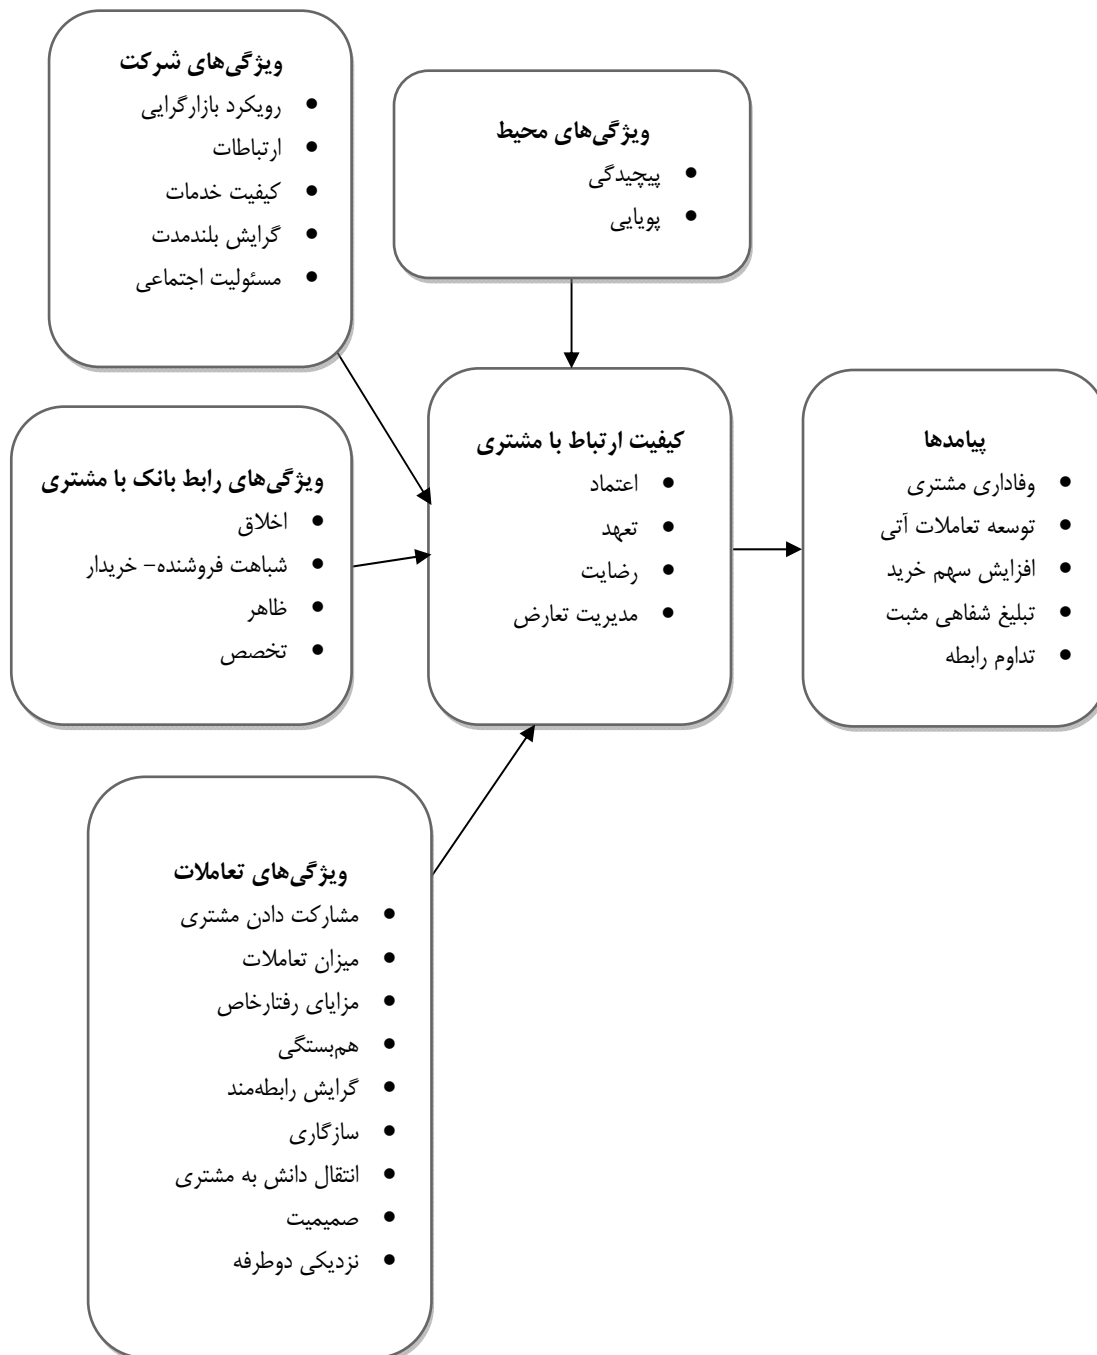 ویژگی‌های شرکت
• رویکرد بازارگرایی
• ارتباطات
• کیفیت خدمات
• گرایش بلندمدت
• مسئولیت اجتماعی
ویژگی‌های محیط
• پیچیدگی
• پویایی
ویژگی‌های رابط بانک با مشتری
• اخلاق
• شباهت فروشنده– خریدار
• ظاهر
• تخصص
کیفیت ارتباط با مشتری
• اعتماد
• تعهد
• رضایت
• مدیریت تعارض
پیامدها
• وفاداری مشتری
• توسعه تعاملات آتی
• افزایش سهم خرید
• تبلیغ شفاهی مثبت
• تداوم رابطه
ویژگی‌های تعاملات
• مشارکت دادن مشتری
• میزان تعاملات
• مزایای رفتارخاص
• هم‌بستگی
• گرایش رابطه‌مند
• سازگاری
• انتقال دانش به مشتری
• صمیمیت
• نزدیکی دوطرفه